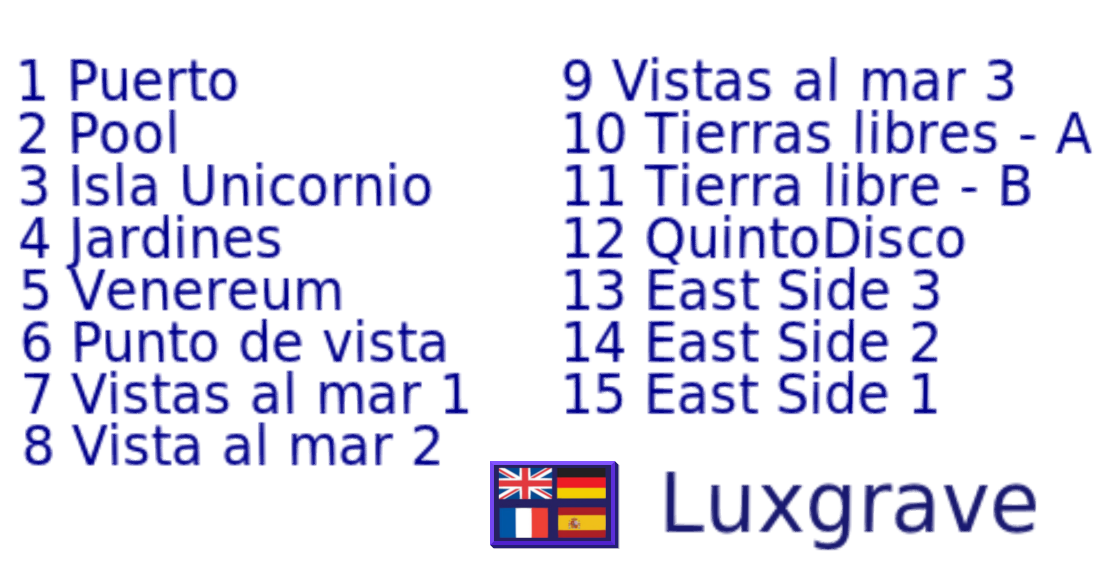 1 Puerto
2 Pool
3 Isla Unicornio
4 Jardines
5 Venereum
6 Punto de vista
7 Vistas al mar 1
8 Vista al mar 2
9 Vistas al mar 3
10 Tierras libres - A
11 Tierra libre - B
12 QuintoDisco
13 East Side 3
14 East Side 2
15 East Side 1
Luxgrave